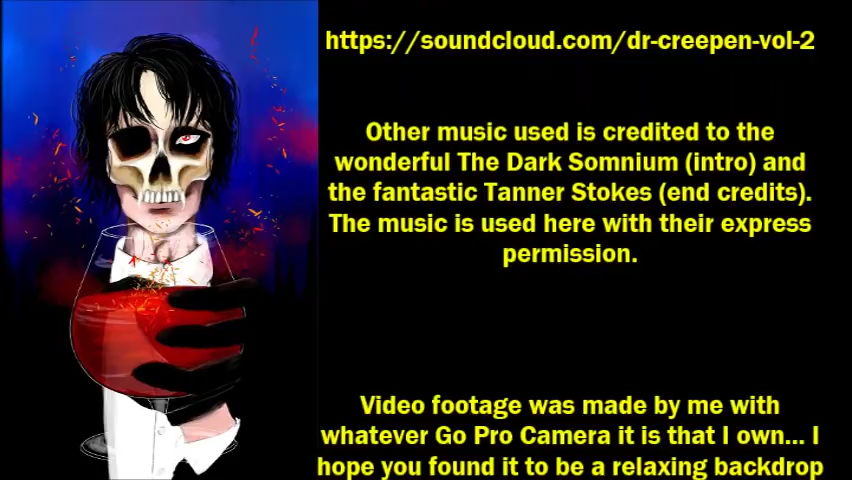 https://soundcloud.com/dr-creepen-vol-2
Other music used is credited to the
wonderful The Dark Somnium (intro) and
the fantastic Tanner Stokes (end credits).
The music is used here with their express
permission.
Video footage was made by me with
whatever Go Pro Camera it is that I own... I
hope you found it to be a relaxing backdrop